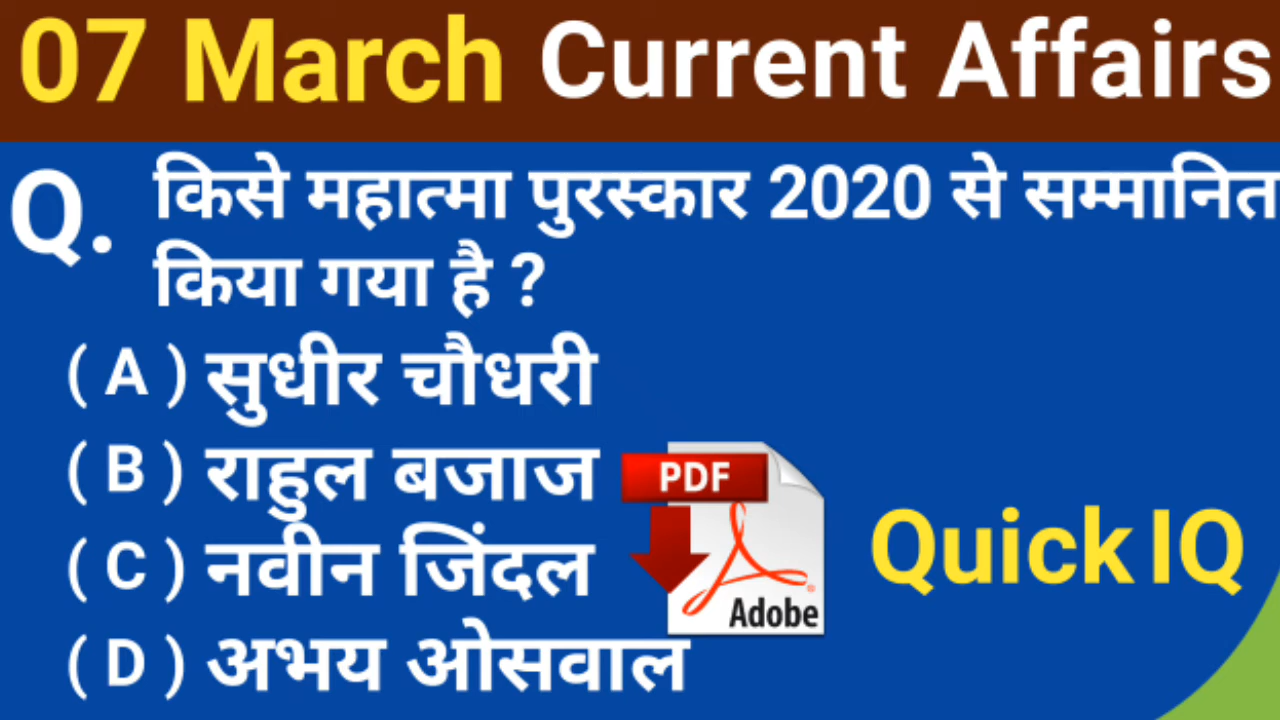 07 March Current Affairs
Q. किसे महात्मा पुरस्कार 2020 से सम्मानित
किया गया है ?
( A ) सुधीर चौधरी
( B ) राहुल बजाज
( C ) नवीन जिंदल
( D ) अभय ओसवाल
PDF
Adobe
Quick IQ